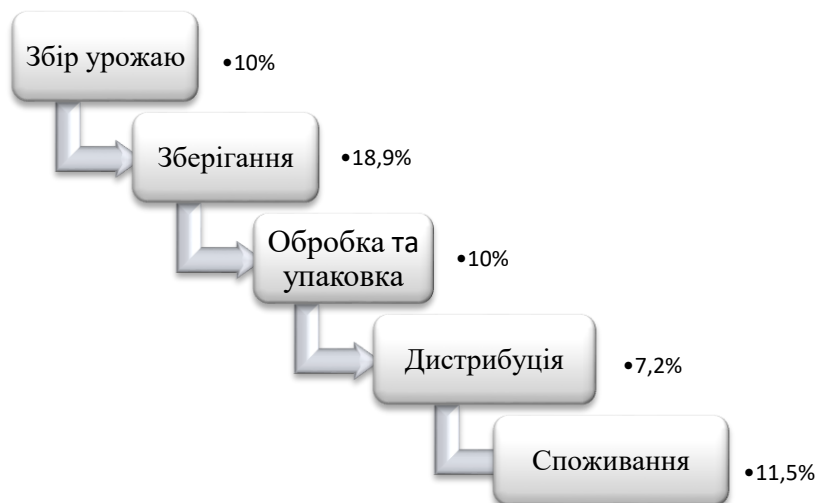 Збір урожаю
•10%
Зберігання
•18,9%
Обробка та
упаковка
•10%
Дистрибуція
•7,2%
Споживання
•11,5%